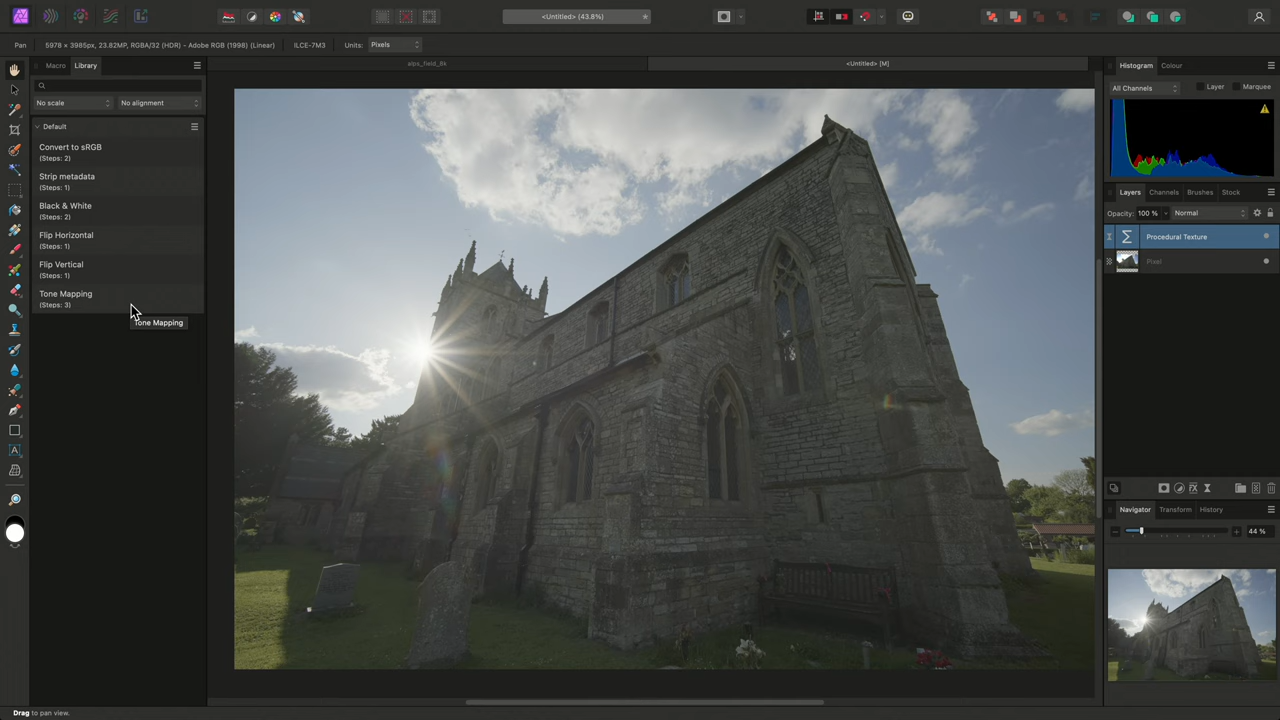 <Untitled> (43.8%)
Pan
5978 × 3985px, 23.82MP, RGBA/32 (HDR) - Adobe RGB (1998) (Linear)
ILCE-7M3
Units:
Pixels
Macro
Library
alps_field_8k
<Untitled> [M]
No scale
No alignment
Default
Convert to sRGB
(Steps: 2)
Strip metadata
(Steps: 1)
Black & White
(Steps: 2)
Flip Horizontal
(Steps: 1)
Flip Vertical
(Steps: 1)
Tone Mapping
(Steps: 3)
Tone Mapping
Histogram
Colour
All Channels
Layer
Marquee
Layers
Channels
Brushes
Stock
Opacity:
100 %
Normal
Procedural Texture
Pixel
Navigator
Transform
History
44 %
Drag to pan view.